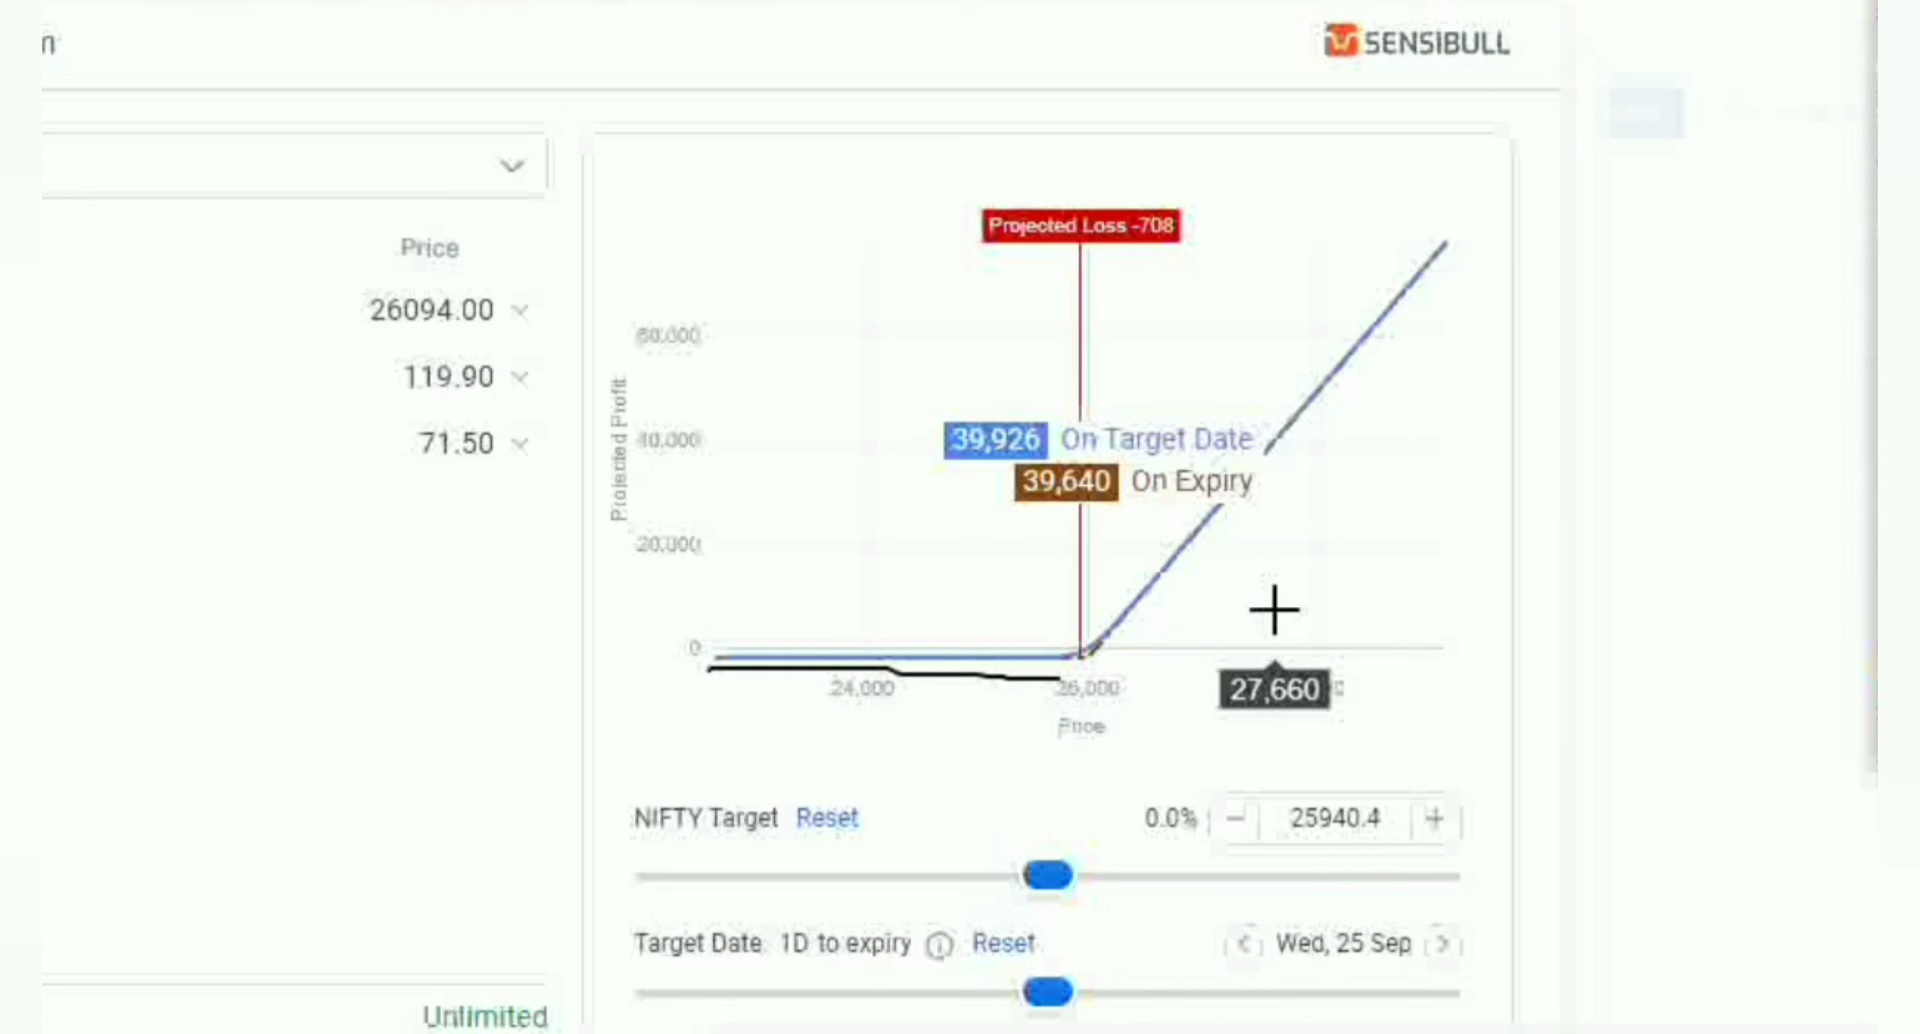 SENSIBULL
Price
26094.00
119.90
71.50
Unlimited
Projected Loss -708
60,000
40,000
20,000
0
Projected Profit
39,926 On Target Date
39,640 On Expiry
24,000
26,000
27,660
Price
NIFTY Target Reset 0.0% − 25940.4 +
Target Date: 1D to expiry Reset < Wed, 25 Sep >